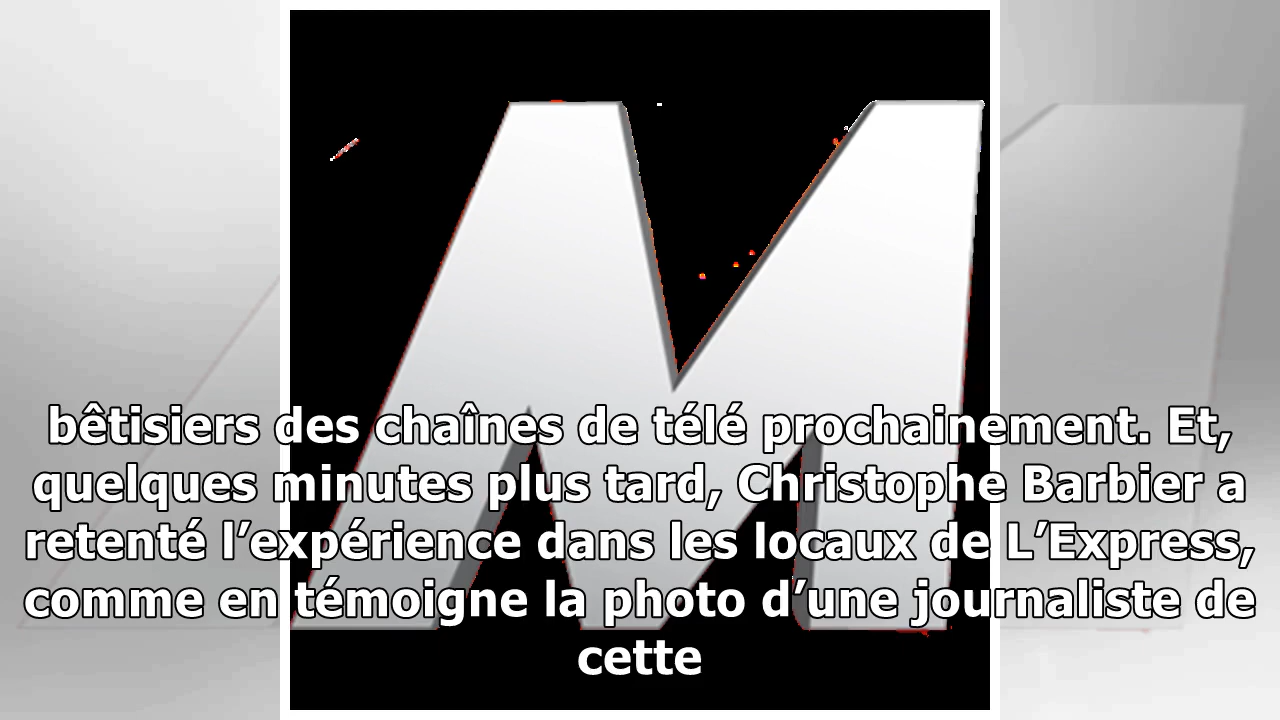 M
bêtisiers des chaînes de télé prochainement. Et,
quelques minutes plus tard, Christophe Barbier a
retenté l’expérience dans les locaux de L’Express,
comme en témoigne la photo d’une journaliste de
cette